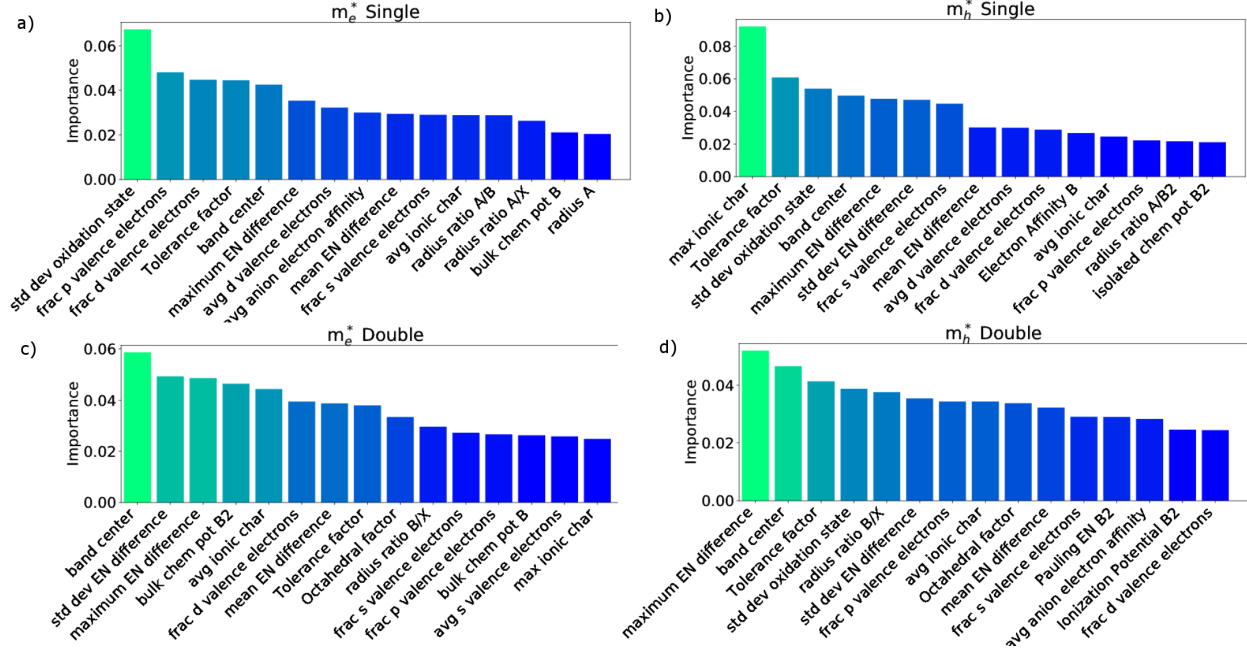 a)
m*e Single
Importance
0.06
0.04
0.02
0.00
std dev oxidation state
frac p valence electrons
frac d valence electrons
Tolerance factor
band center
maximum EN difference
avg d valence electrons
avg anion electron affinity
mean EN difference
frac s valence electrons
avg ionic char
radius ratio A/B
radius ratio A/X
bulk chem pot B
radius A
b)
m*h Single
Importance
0.08
0.06
0.04
0.02
0.00
max ionic char
Tolerance factor
std dev oxidation state
band center
maximum EN difference
std dev EN difference
frac s valence electrons
mean EN difference
avg d valence electrons
frac d valence electrons
Electron Affinity B
avg ionic char
frac p valence electrons
radius ratio A/B2
isolated chem pot B2
c)
m*e Double
Importance
0.06
0.04
0.02
0.00
band center
std dev EN difference
maximum EN difference
bulk chem pot B2
avg ionic char
frac d valence electrons
mean EN difference
Tolerance factor
Octahedral factor
radius ratio B/X
frac s valence electrons
frac p valence electrons
bulk chem pot B
avg s valence electrons
max ionic char
d)
m*h Double
Importance
0.04
0.02
0.00
maximum EN difference
band center
Tolerance factor
std dev oxidation state
radius ratio B/X
std dev EN difference
frac p valence electrons
avg ionic char
Octahedral factor
mean EN difference
frac s valence electrons
Pauling EN B2
avg anion electron affinity
Ionization Potential B2
frac d valence electrons